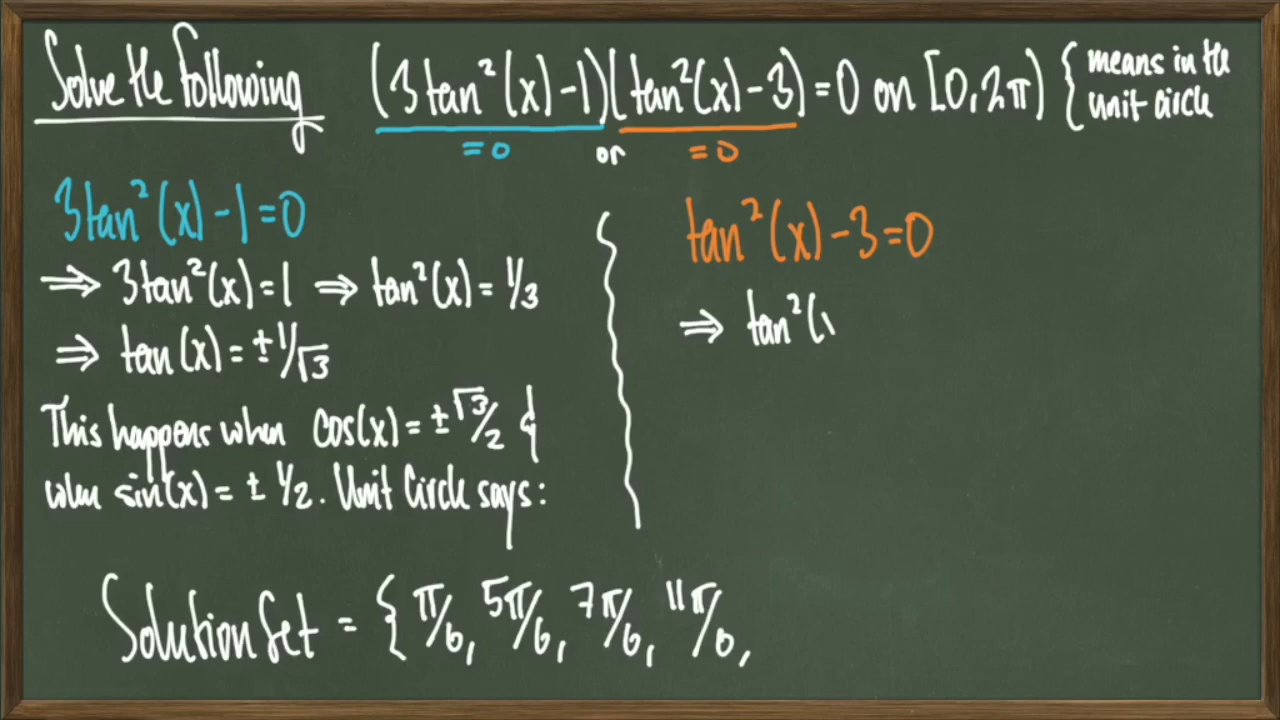 Solve the Following
(3tan²(x)-1)(tan²(x)-3)=0 on [0,2π) { means in the unit circle
=0 or =0
3tan²(x)-1=0
⇒ 3tan²(x)=1 ⇒ tan²(x)=1/3
⇒ tan(x)=±1/√3
This happens when cos(x)=±√3/2 &
when sin(x)=±1/2. Unit Circle says:
tan²(x)-3=0
⇒ tan²(
Solution Set = { π/6, 5π/6, 7π/6, 11π/6,